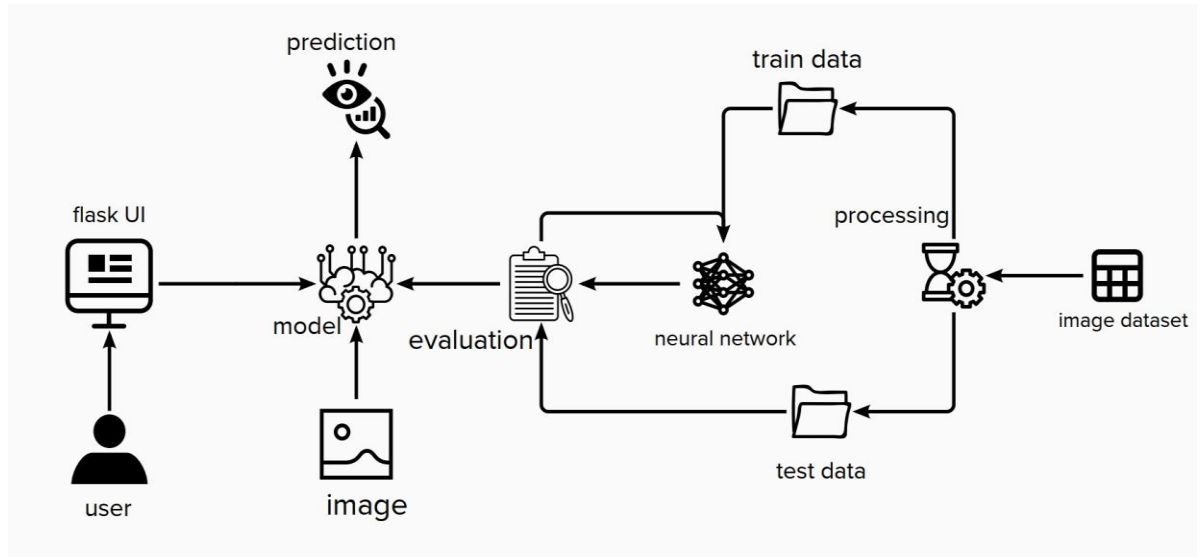 prediction
train data
flask UI
processing
model
evaluation
neural network
image dataset
test data
image
user